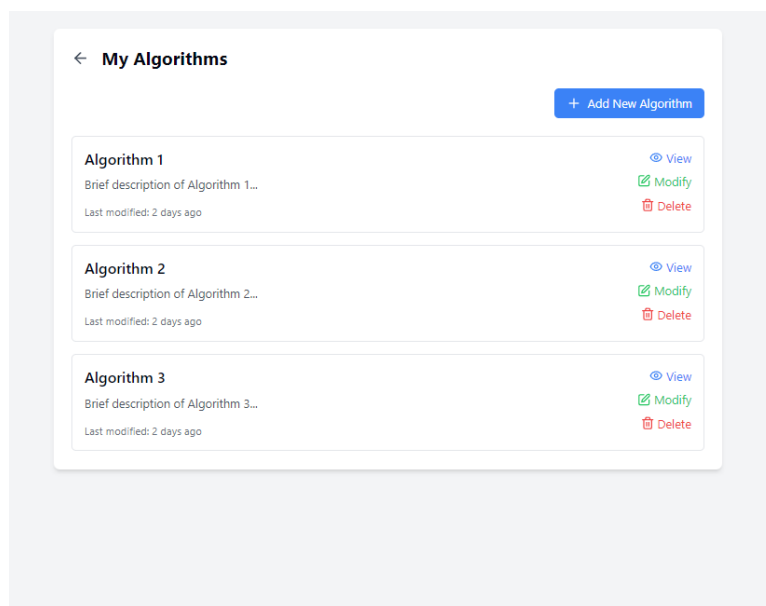 My Algorithms
Add New Algorithm
Algorithm 1
View
Brief description of Algorithm 1...
Modify
Last modified: 2 days ago
Delete
Algorithm 2
View
Brief description of Algorithm 2...
Modify
Last modified: 2 days ago
Delete
Algorithm 3
View
Brief description of Algorithm 3...
Modify
Last modified: 2 days ago
Delete